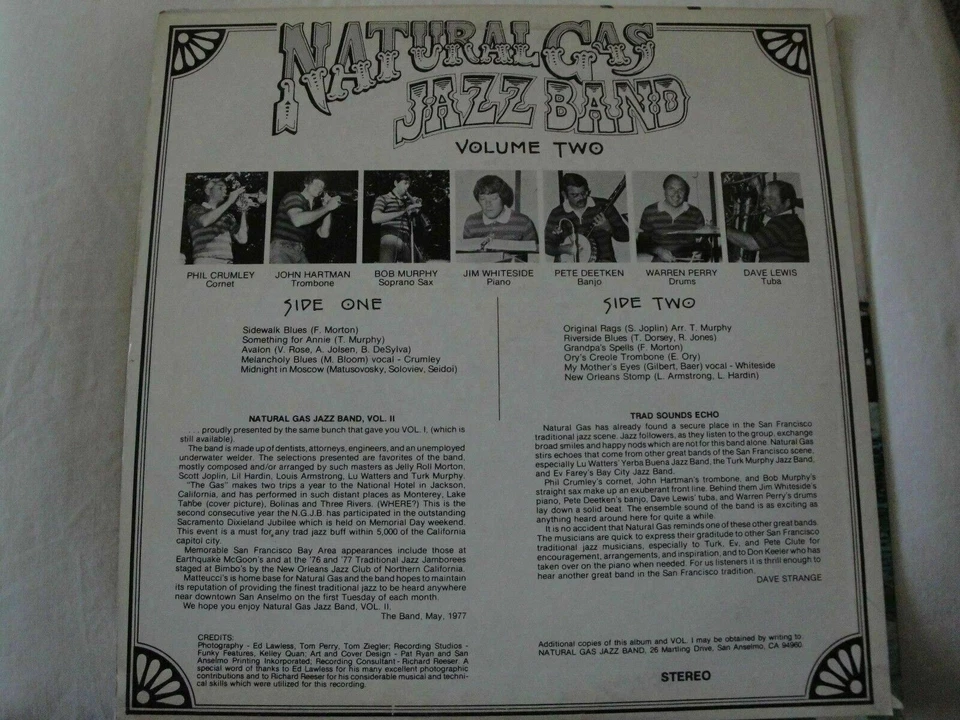 NATURAL GAS
JAZZ BAND
VOLUME TWO
PHIL CRUMLEY
Cornet
JOHN HARTMAN
Trombone
BOB MURPHY
Soprano Sax
JIM WHITESIDE
Piano
PETE DEETKEN
Banjo
WARREN PERRY
Drums
DAVE LEWIS
Tuba
SIDE ONE
Sidewalk Blues (F. Morton)
Something for Annie (T. Murphy)
Avalon (V. Rose, A. Jolsen, B. DeSylva)
Melancholy Blues (M. Bloom) vocal - Crumley
Midnight in Moscow (Matusovosky, Soloviev, Seidoi)
SIDE TWO
Original Rags (S. Joplin) Arr. T. Murphy
Riverside Blues (T. Dorsey, R. Jones)
Grandpa's Spells (F. Morton)
Ory's Creole Trombone (E. Ory)
My Mother's Eyes (Gilbert, Baer) vocal - Whiteside
New Orleans Stomp (L. Armstrong, L. Hardin)
NATURAL GAS JAZZ BAND, VOL. II
. . . proudly presented by the same bunch that gave you VOL. I, (which is
still available).
The band is made up of dentists, attorneys, engineers, and an unemployed
underwater welder. The selections presented are favorites of the band,
mostly composed and/or arranged by such masters as Jelly Roll Morton,
Scott Joplin, Lil Hardin, Louis Armstrong, Lu Watters and Turk Murphy.
"The Gas" makes two trips a year to the National Hotel in Jackson,
California, and has performed in such distant places as Monterey, Lake
Tahoe (cover picture), Bolinas and Three Rivers. (WHERE?) This is the
second consecutive year the N.G.J.B. has participated in the outstanding
Sacramento Dixieland Jubilee which is held on Memorial Day weekend.
This event is a must for any trad jazz buff within 5,000 of the California
capitol city.
Memorable San Francisco Bay Area appearances include those at
Earthquake McGoon's and at the '76 and '77 Traditional Jazz Jamborees
staged at Bimbo's by the New Orleans Jazz Club of Northern California.
Matteucci's is home base for Natural Gas and the band hopes to maintain
its reputation of providing the finest traditional jazz to be heard anywhere
near downtown San Anselmo on the first Tuesday of each month.
We hope you enjoy Natural Gas Jazz Band, VOL. II.
The Band, May, 1977
TRAD SOUNDS ECHO
Natural Gas has already found a secure place in the San Francisco
traditional jazz scene. Jazz followers, as they listen to the group, exchange
broad smiles and happy nods which are not for this band alone. Natural Gas
stirs echoes that come from other great bands of the San Francisco scene,
especially Lu Watters' Yerba Buena Jazz Band, the Turk Murphy Jazz Band,
and Ev Farey's Bay City Jazz Band.
Phil Crumley's cornet, John Hartman's trombone, and Bob Murphy's
straight sax make up an exuberant front line. Behind them Jim Whiteside's
piano, Pete Deetken's banjo, Dave Lewis' tuba, and Warren Perry's drums
lay down a solid beat. The ensemble sound of the band is as exciting as
anything heard around here for quite a while.
It is no accident that Natural Gas reminds one of these other great bands.
The musicians are quick to express their gratitude to other San Francisco
traditional jazz musicians, especially to Turk, Ev, and Pete Clute for
encouragement, arrangements, and inspiration, and to Don Keeler who has
taken over on the piano when needed. For us listeners it is thrill enough to
hear another great band in the San Francisco tradition.
DAVE STRANGE
CREDITS:
Photography - Ed Lawless, Tom Perry, Tom Ziegler; Recording Studios -
Funky Features, Kelley Quan; Art and Cover Design - Pat Ryan and San
Anselmo Printing Inkorporated; Recording Consultant - Richard Reeser. A
special word of thanks to Ed Lawless for his many excellent photographic
contributions and to Richard Reeser for his considerable musical and techni-
cal skills which were utilized for this recording.
Additional copies of this album and VOL. I may be obtained by writing to
NATURAL GAS JAZZ BAND, 26 Martling Drive, San Anselmo, CA 94960.
STEREO